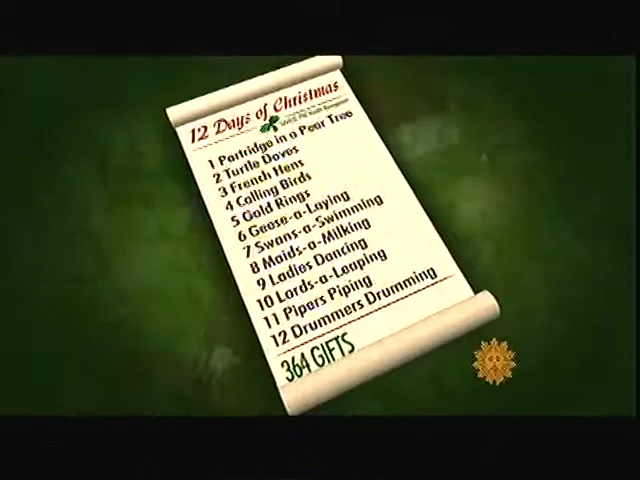 12 Days of Christmas
1 Partridge in a Pear Tree
2 Turtle Doves
3 French Hens
4 Calling Birds
5 Gold Rings
6 Geese-a-Laying
7 Swans-a-Swimming
8 Maids-a-Milking
9 Ladies Dancing
10 Lords-a-Leaping
11 Pipers Piping
12 Drummers Drumming
364 GIFTS